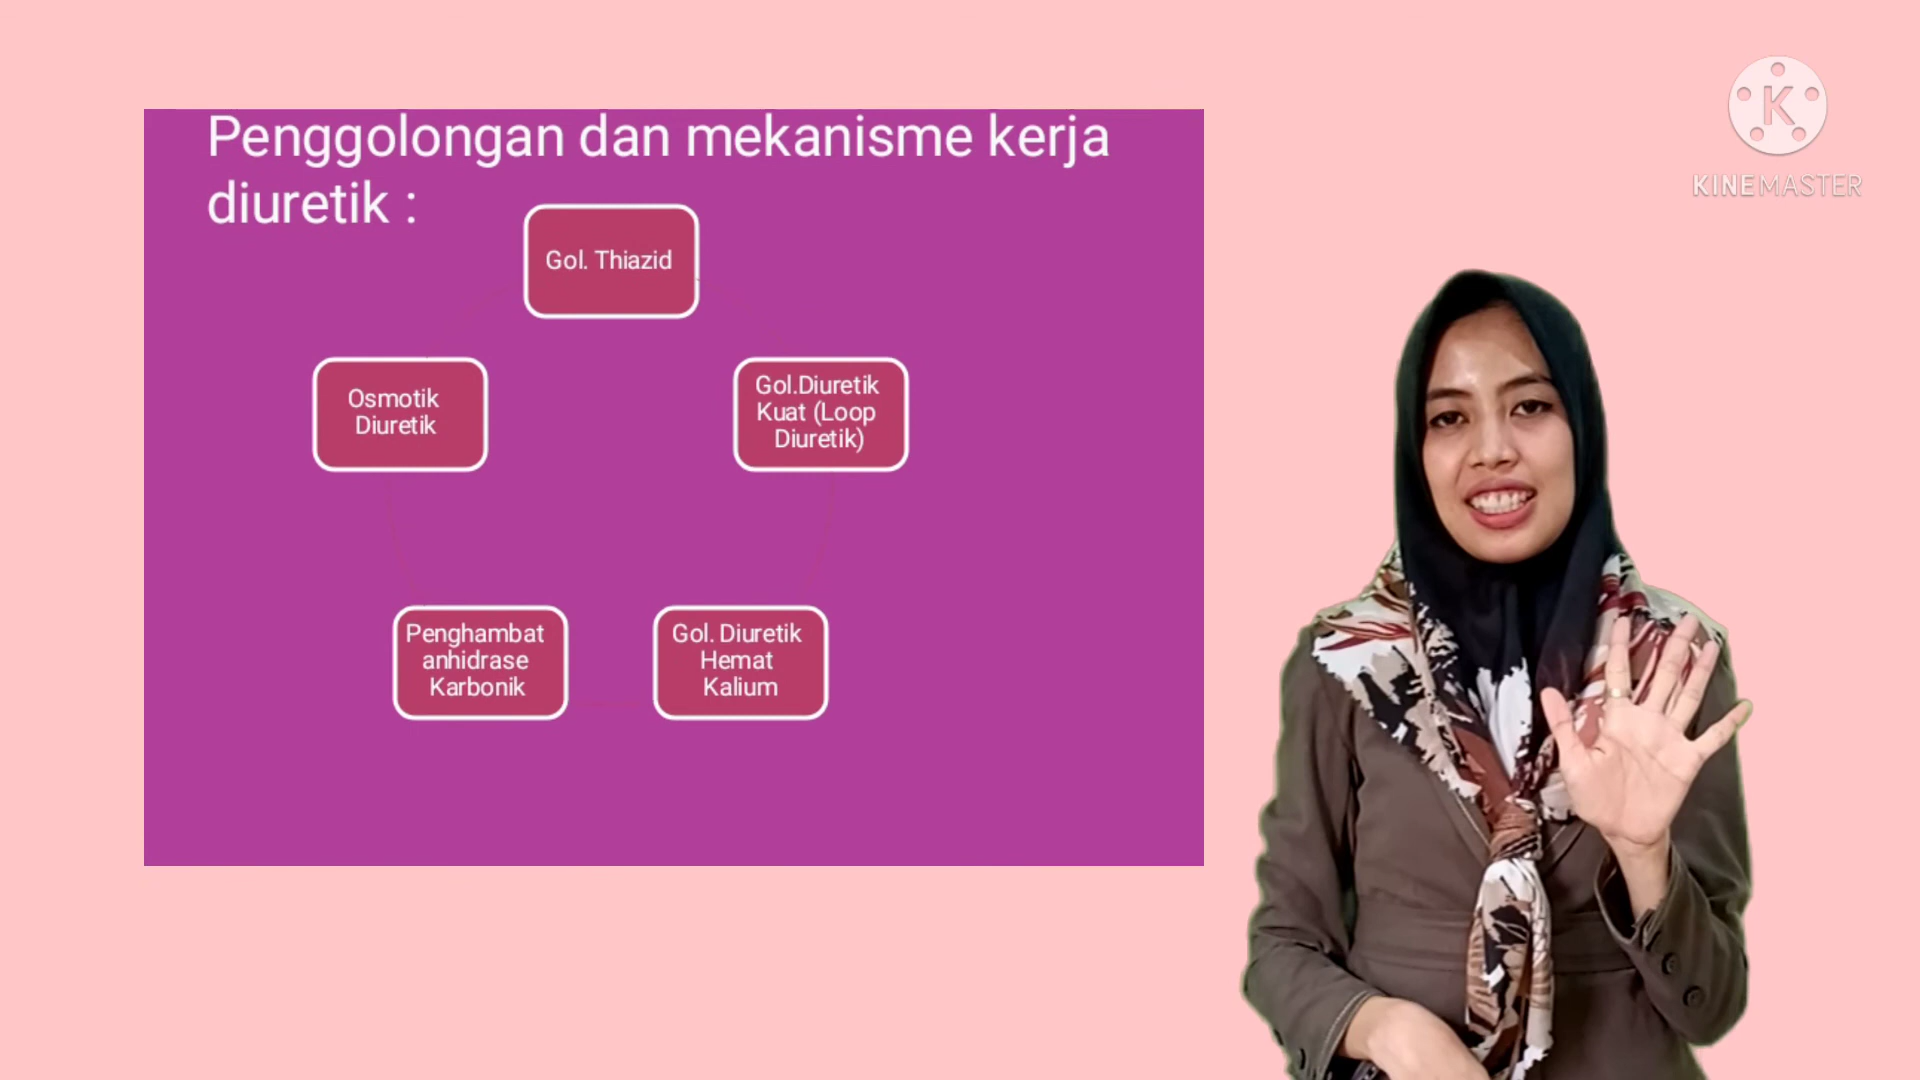 Penggolongan dan mekanisme kerja
diuretik :
Gol. Thiazid
Osmotik
Diuretik
Gol.Diuretik
Kuat (Loop
Diuretik)
Penghambat
anhidrase
Karbonik
Gol. Diuretik
Hemat
Kalium
K
KINEMASTER